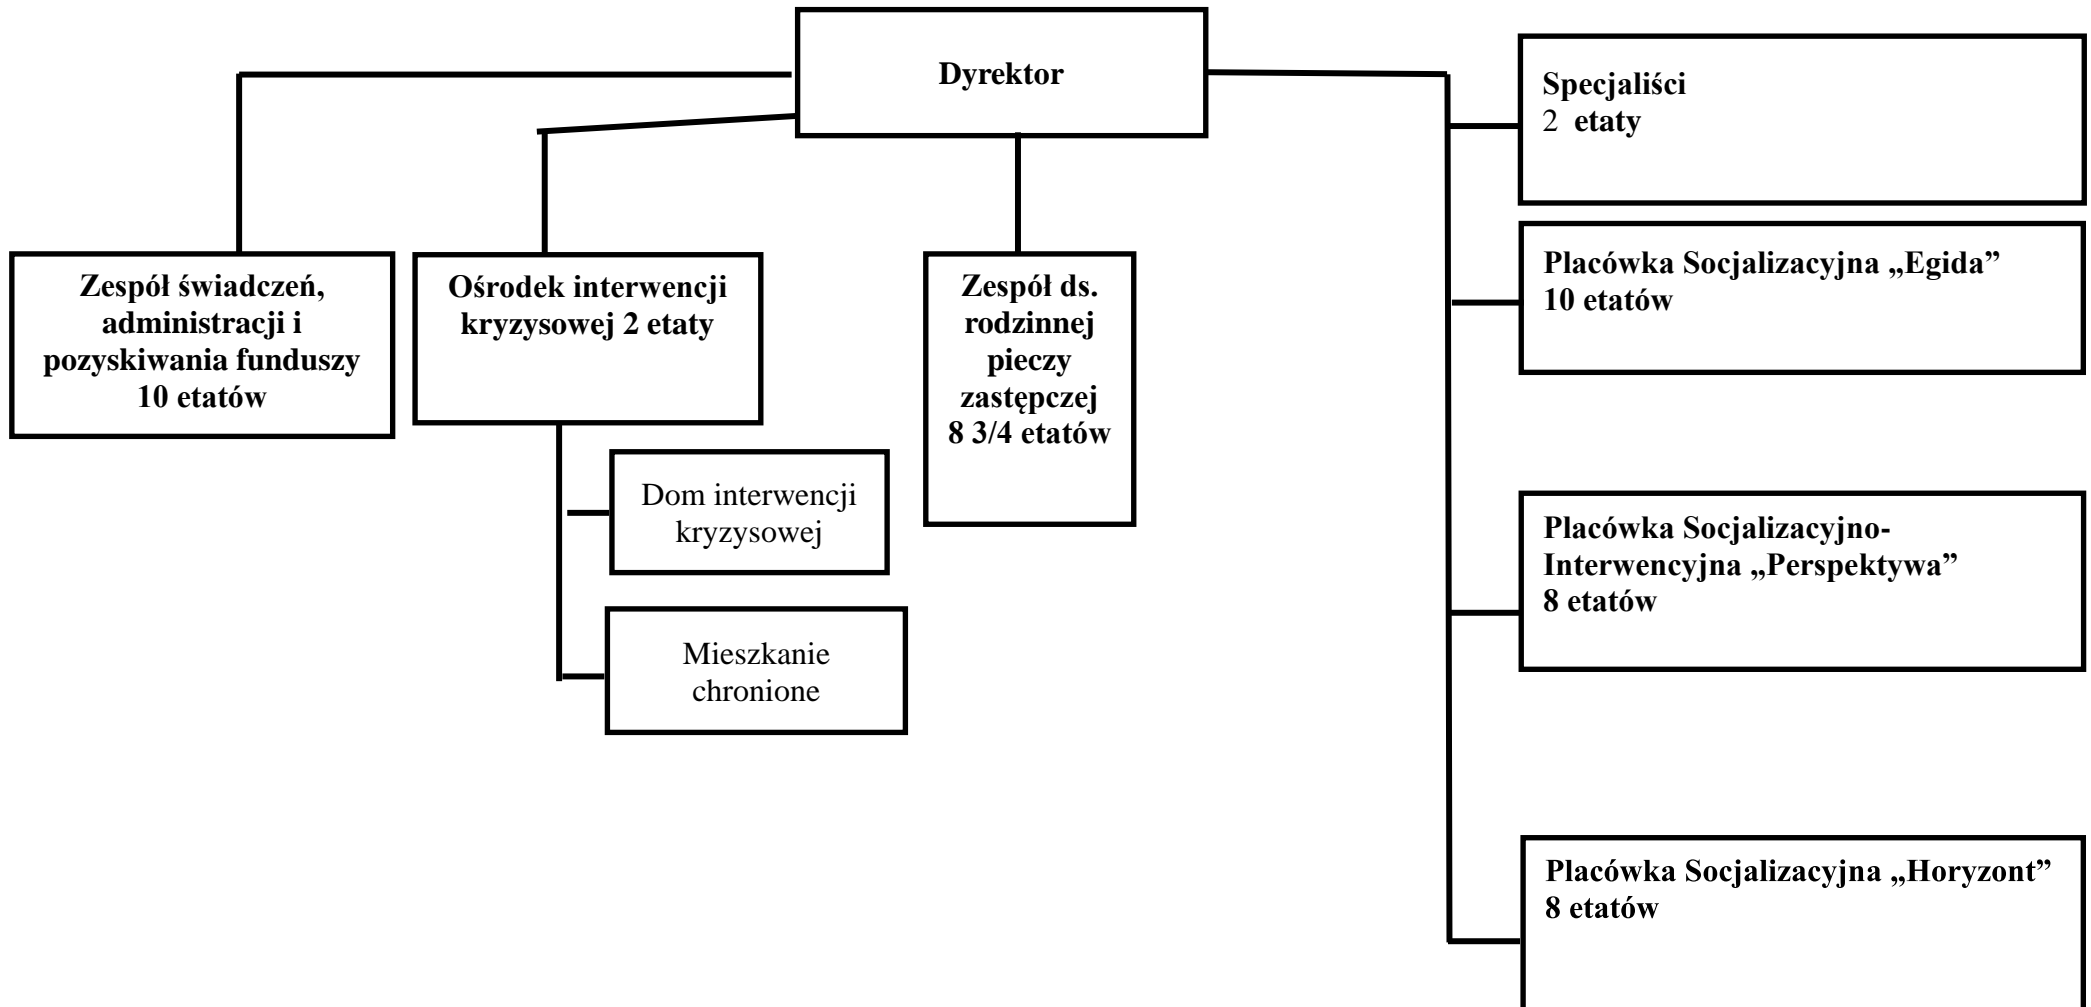 Dyrektor
Specjaliści
2 etaty
Placówka Socjalizacyjna „Egida”
10 etatów
Zespół świadczeń,
administracji i
pozyskiwania funduszy
10 etatów
Ośrodek interwencji
kryzysowej 2 etaty
Zespół ds.
rodzinnej
pieczy
zastępczej
8 3/4 etatów
Dom interwencji
kryzysowej
Mieszkanie
chronione
Placówka Socjalizacyjno-
Interwencyjna „Perspektywa”
8 etatów
Placówka Socjalizacyjna „Horyzont”
8 etatów